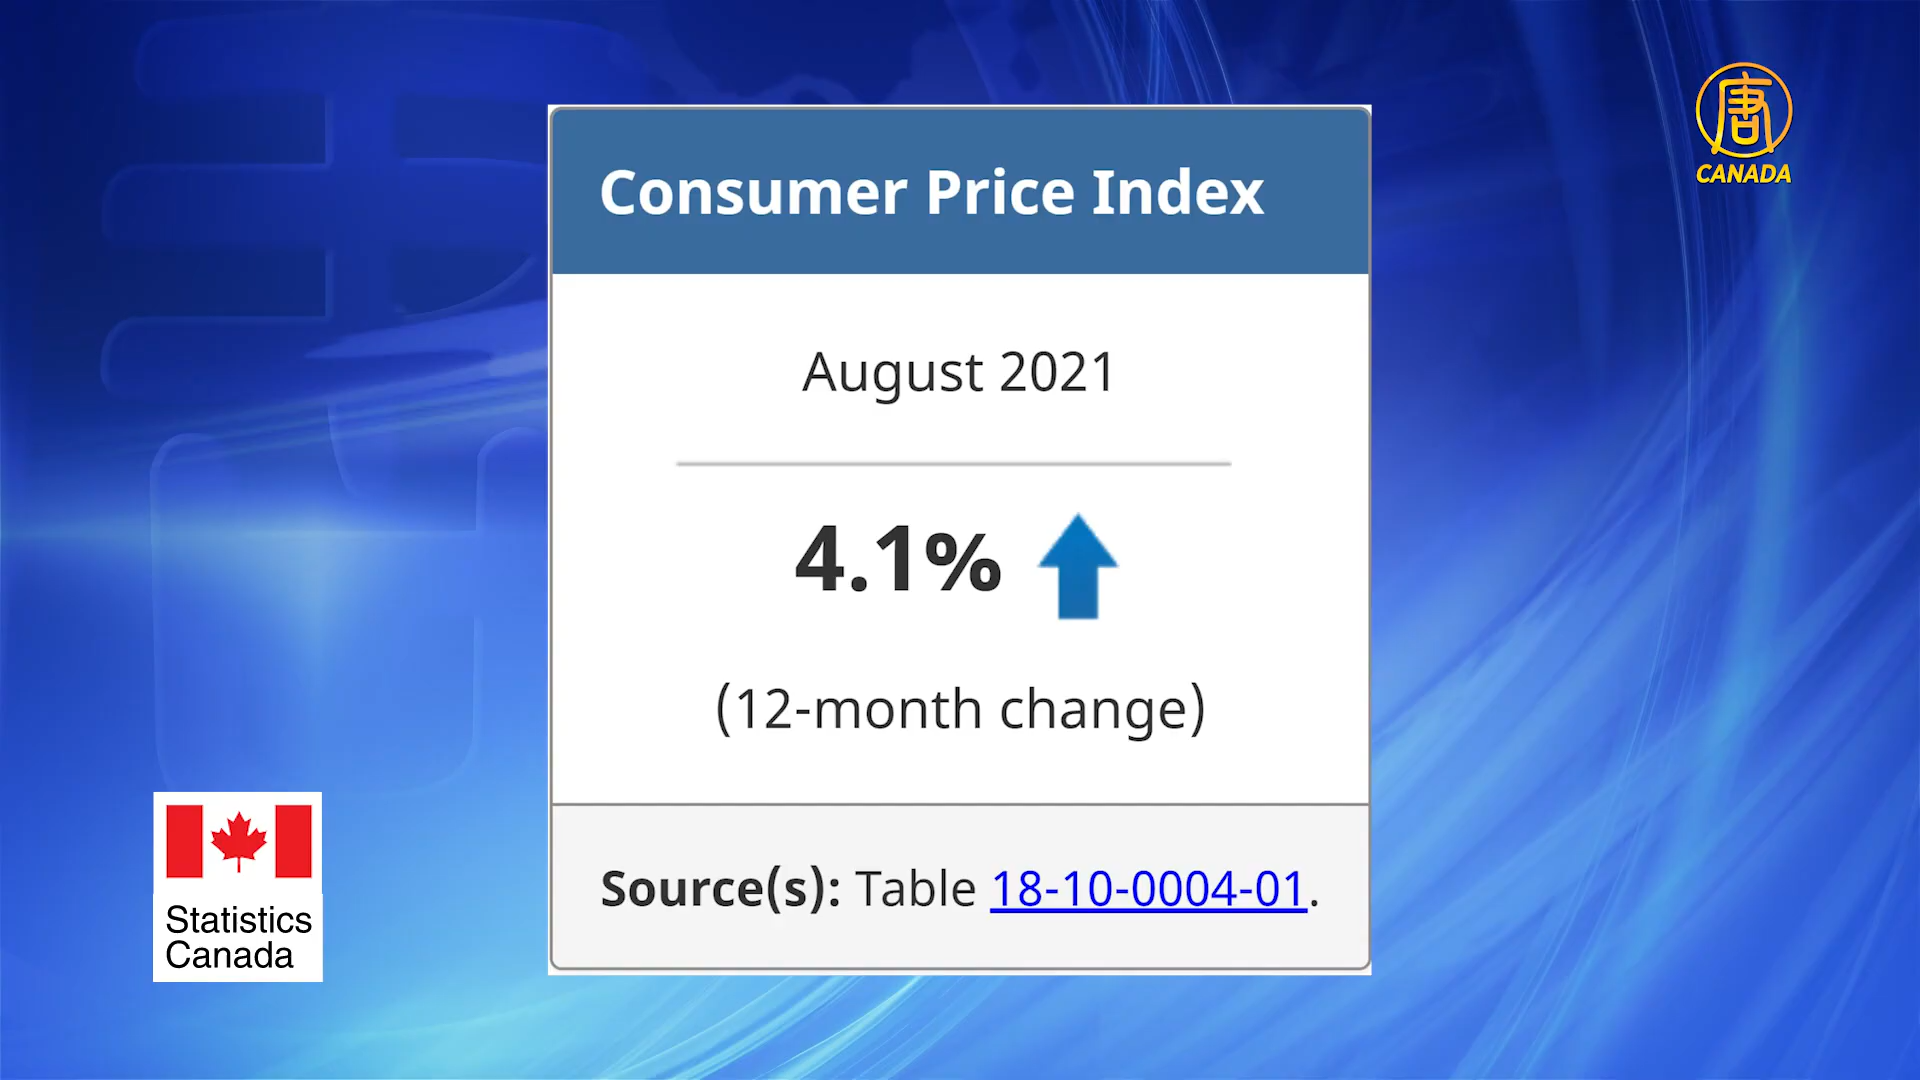 Consumer Price Index
August 2021
4.1%
(12-month change)
Source(s): Table 18-10-0004-01.
唐
CANADA
Statistics
Canada